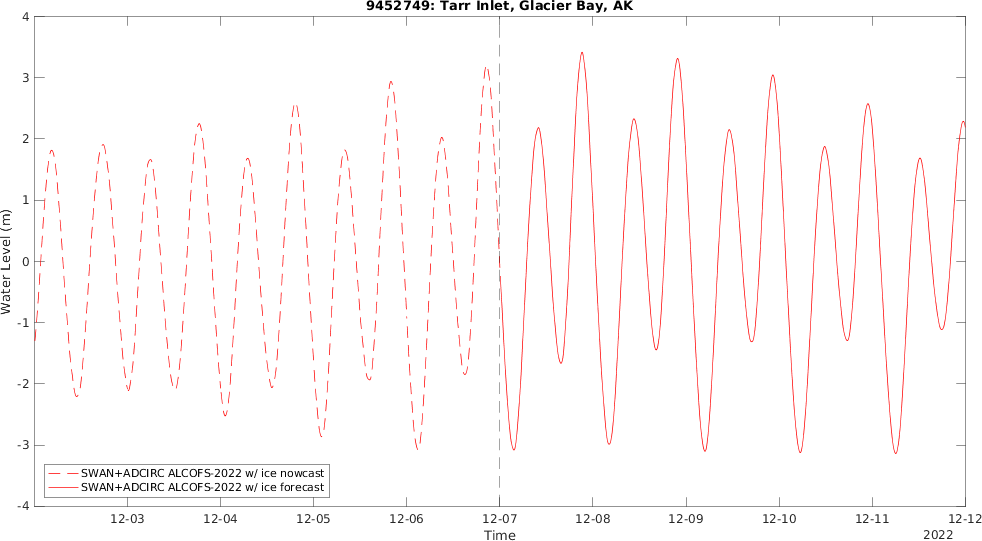 9452749: Tarr Inlet, Glacier Bay, AK
4
3
2
1
0
-1
-2
-3
-4
Water Level (m)
SWAN+ADCIRC ALCOFS-2022 w/ ice nowcast
SWAN+ADCIRC ALCOFS-2022 w/ ice forecast
12-03 12-04 12-05 12-06 12-07 12-08 12-09 12-10 12-11 12-12
Time
2022